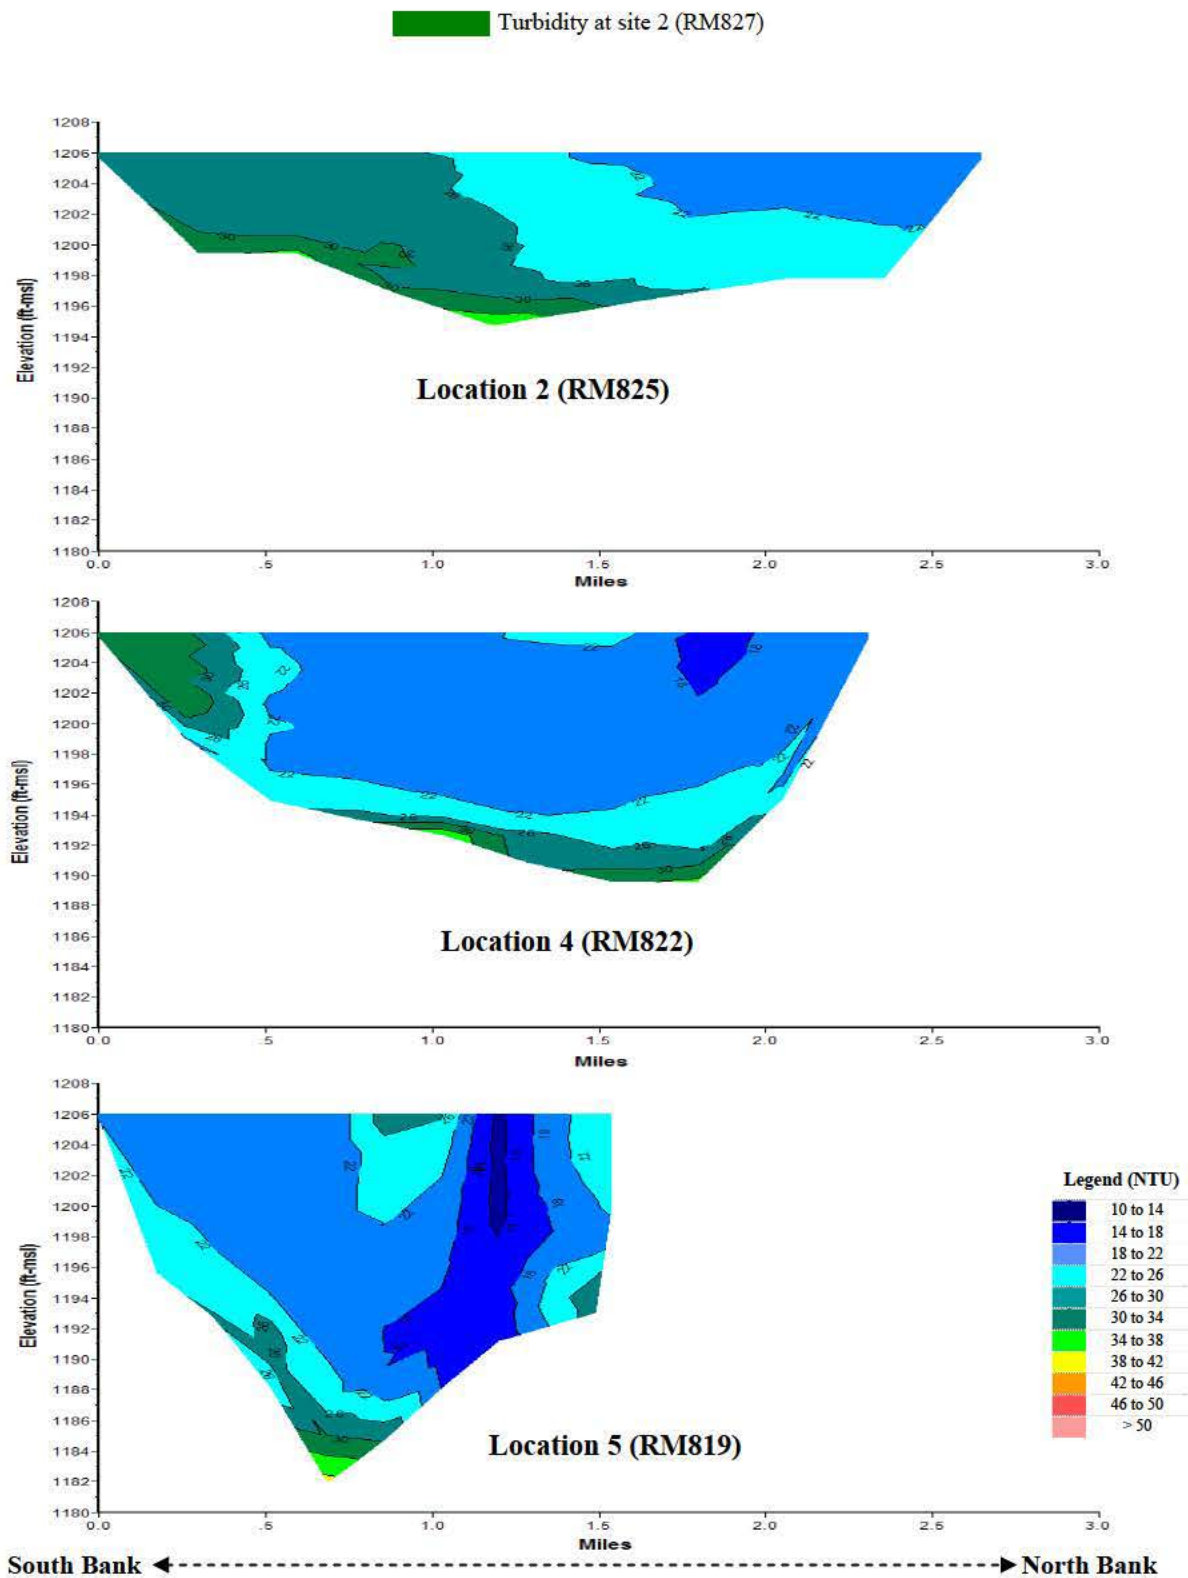 Turbidity at site 2 (RM827)
1208
1206
1204
1202
1200
1198
1196
1194
1192
1190
1188
1186
1184
1182
1180
Elevation (ft-msl)
0.0 .5 1.0 1.5 2.0 2.5 3.0
Miles
Location 2 (RM825)
1208
1206
1204
1202
1200
1198
1196
1194
1192
1190
1188
1186
1184
1182
1180
Elevation (ft-msl)
0.0 .5 1.0 1.5 2.0 2.5 3.0
Miles
Location 4 (RM822)
1208
1206
1204
1202
1200
1198
1196
1194
1192
1190
1188
1186
1184
1182
1180
Elevation (ft-msl)
0.0 .5 1.0 1.5 2.0 2.5 3.0
Miles
Location 5 (RM819)
Legend (NTU)
10 to 14
14 to 18
18 to 22
22 to 26
26 to 30
30 to 34
34 to 38
38 to 42
42 to 46
46 to 50
> 50
South Bank
North Bank